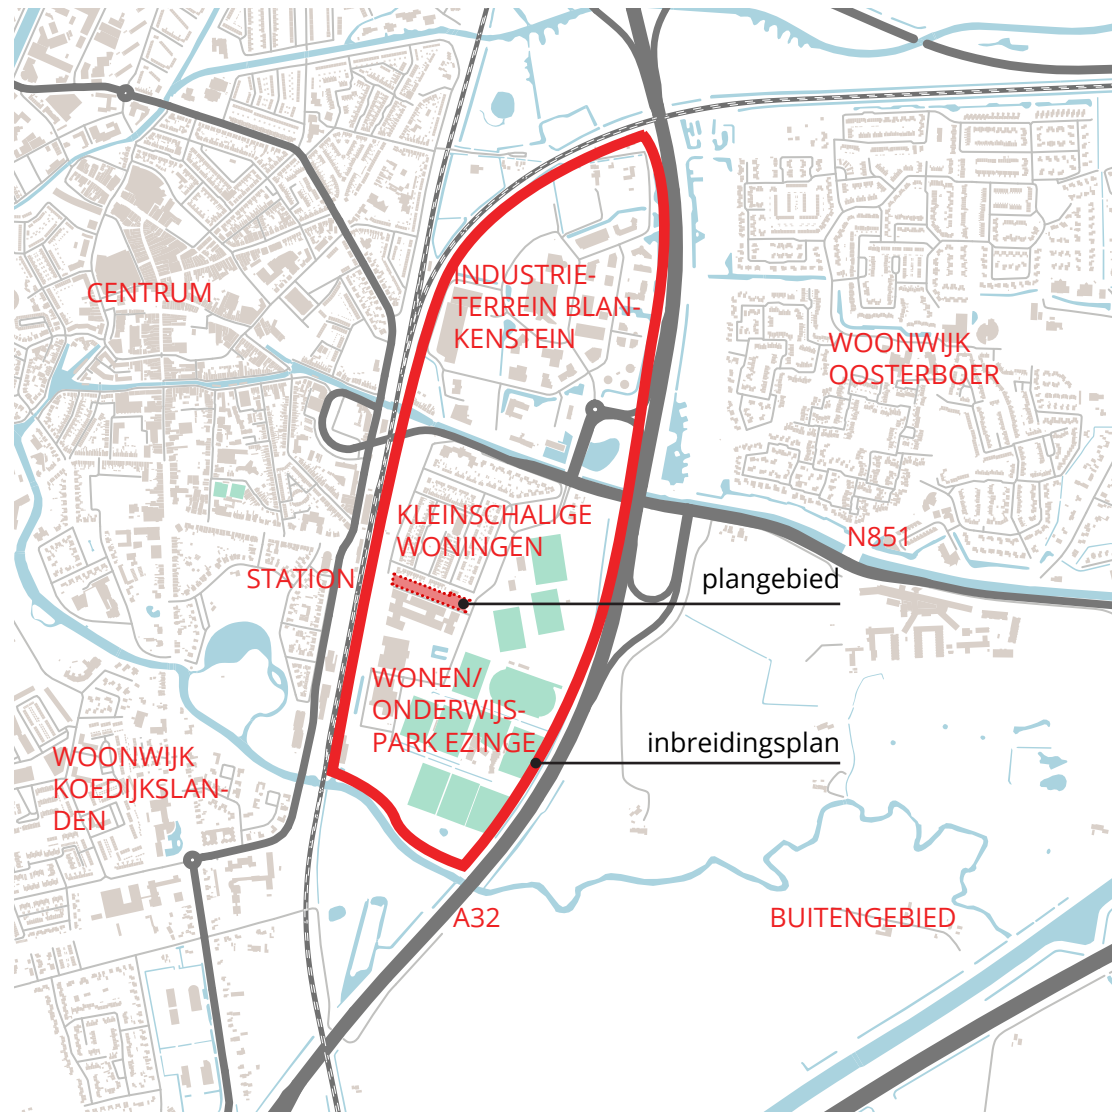 INDUSTRIE-
TERREIN BLAN-
KENSTEIN
CENTRUM
WOONWIJK
OOSTERBOER
KLEINSCHALIGE
WONINGEN
N851
STATION
plangebied
WONEN/
ONDERWIJS-
PARK EZINGE
inbreidingsplan
WOONWIJK
KOEDIJKSLAN-
DEN
A32
BUITENGEBIED